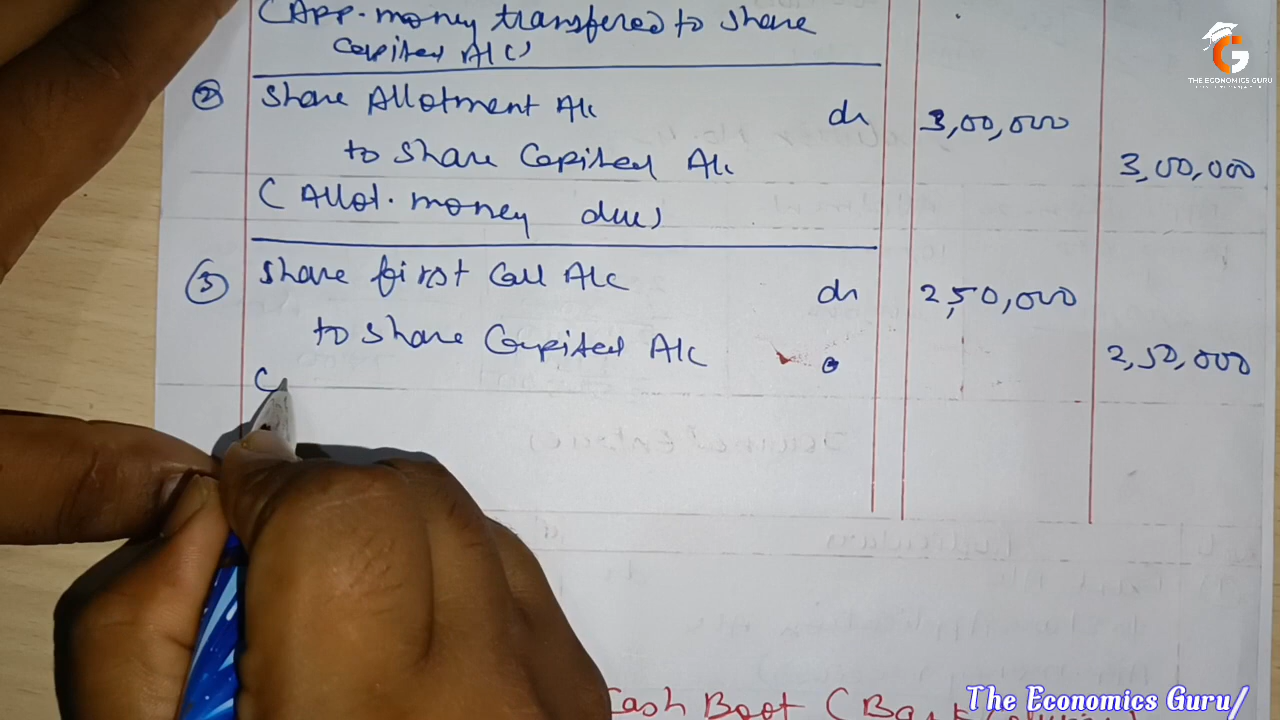 (App. money transfered to share
Capital A/C)
② Share Allotment A/c dr 3,00,000
to Share Capital A/c 3,00,000
(Allot. money due)
③ Share first Call A/c dr 2,50,000
to Share Capital A/c 2,50,000
(
Cash Boot (Bank
THE ECONOMICS GURU
The Economics Guru/